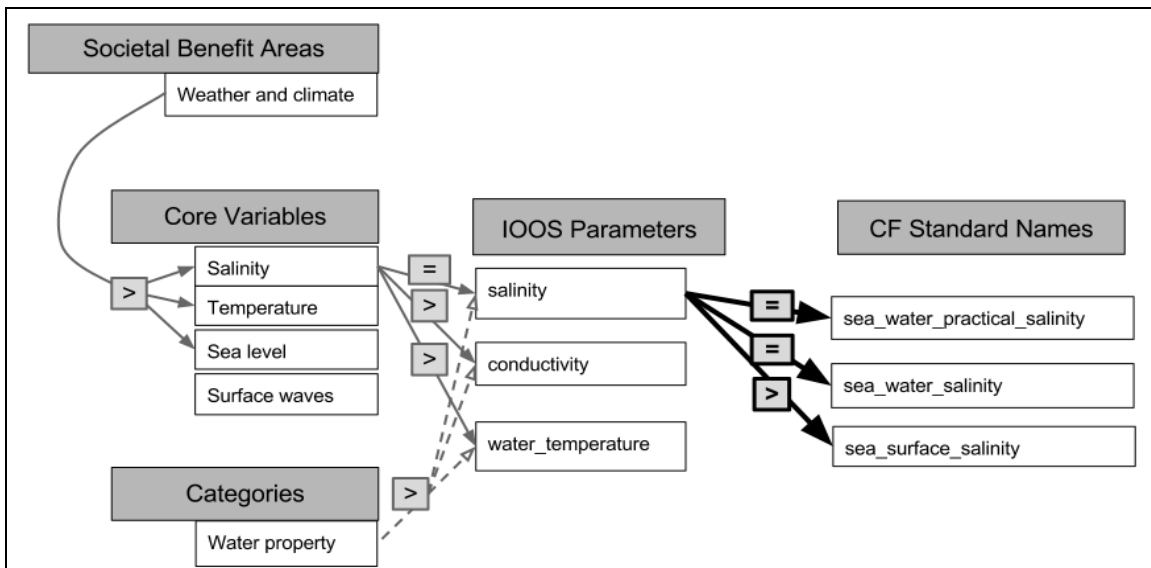 Societal Benefit Areas
Weather and climate
Core Variables
Salinity
Temperature
Sea level
Surface waves
>
Categories
Water property
>
=
>
>
IOOS Parameters
salinity
conductivity
water_temperature
=
=
>
CF Standard Names
sea_water_practical_salinity
sea_water_salinity
sea_surface_salinity